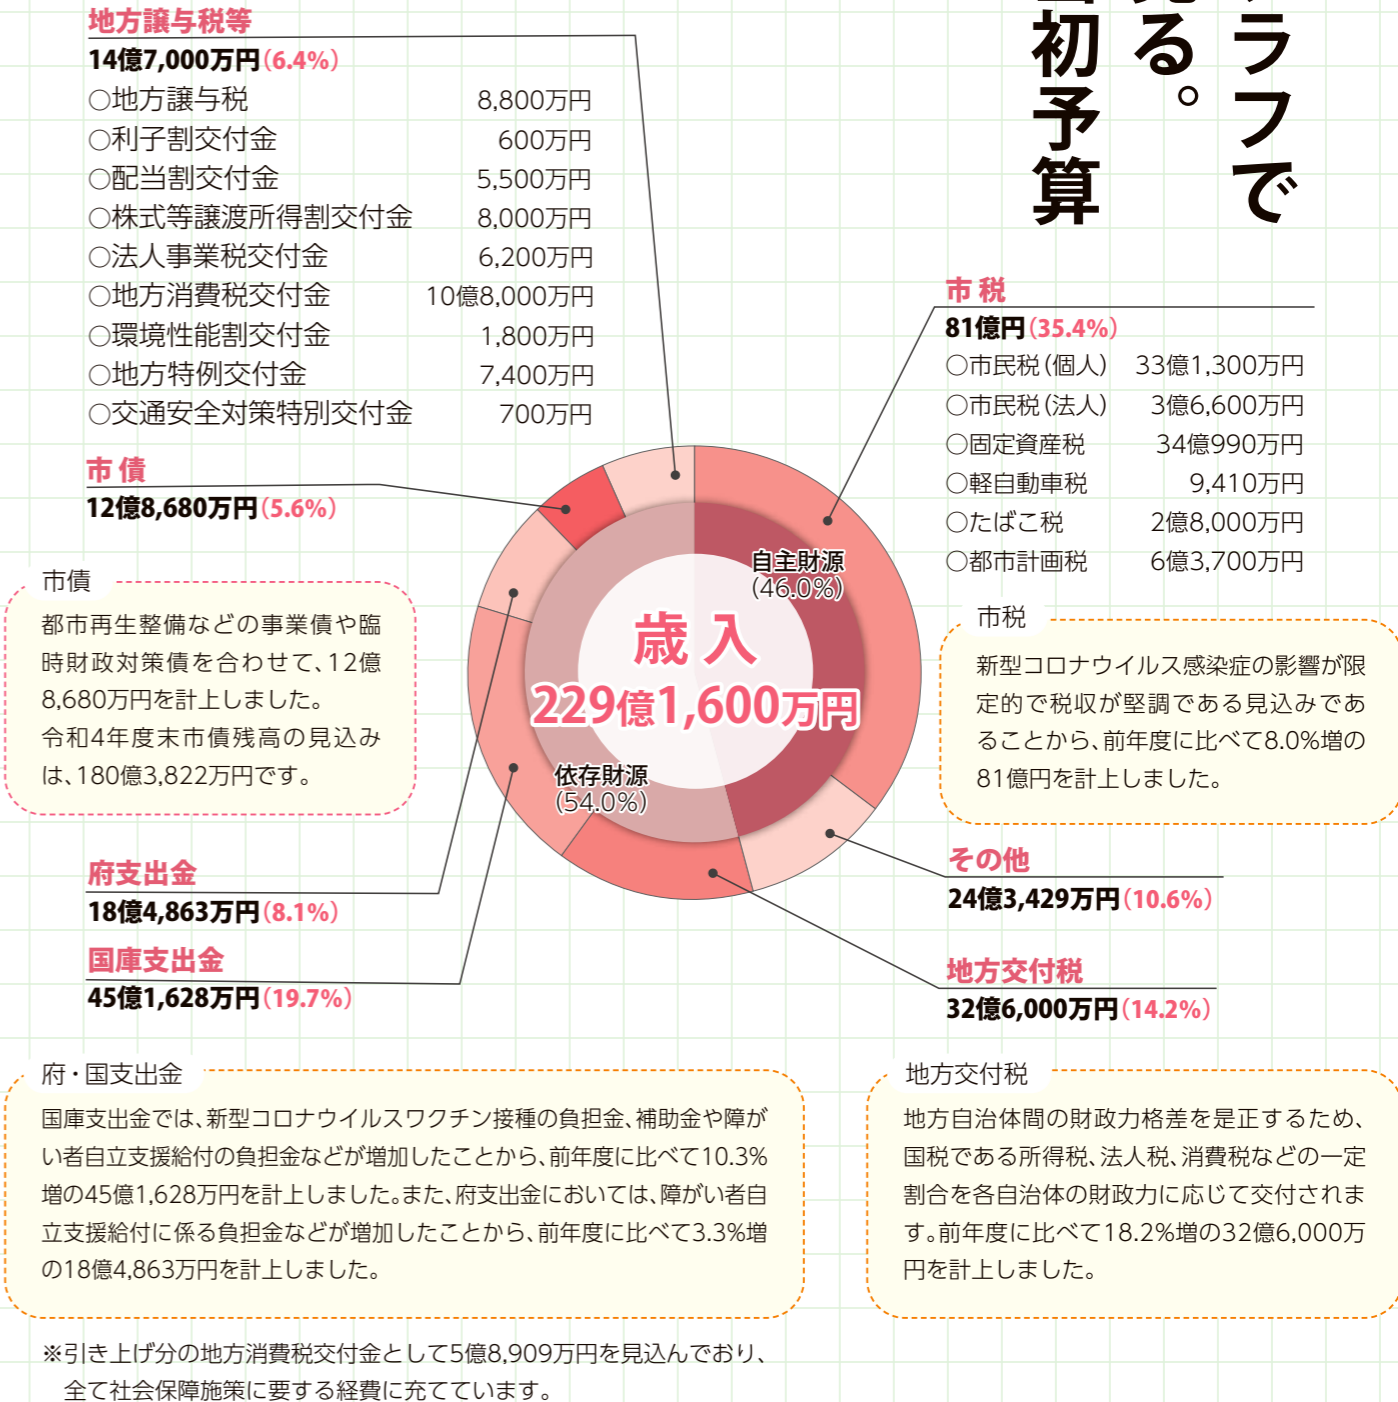 ラフで
る。
初予算
地方譲与税等
14億7,000万円(6.4%)
○地方譲与税 8,800万円
○利子割交付金 600万円
○配当割交付金 5,500万円
○株式等譲渡所得割交付金 8,000万円
○法人事業税交付金 6,200万円
○地方消費税交付金 10億8,000万円
○環境性能割交付金 1,800万円
○地方特例交付金 7,400万円
○交通安全対策特別交付金 700万円
市税
81億円(35.4%)
○市民税(個人) 33億1,300万円
○市民税(法人) 3億6,600万円
○固定資産税 34億990万円
○軽自動車税 9,410万円
○たばこ税 2億8,000万円
○都市計画税 6億3,700万円
市債
12億8,680万円(5.6%)
市債
都市再生整備などの事業債や臨
時財政対策債を合わせて、12億
8,680万円を計上しました。
令和4年度末市債残高の見込み
は、180億3,822万円です。
自主財源
(46.0%)
歳入
229億1,600万円
依存財源
(54.0%)
市税
新型コロナウイルス感染症の影響が限
定的で税収が堅調である見込みであ
ることから、前年度に比べて8.0%増の
81億円を計上しました。
府支出金
18億4,863万円(8.1%)
国庫支出金
45億1,628万円(19.7%)
その他
24億3,429万円(10.6%)
地方交付税
32億6,000万円(14.2%)
府・国支出金
国庫支出金では、新型コロナウイルスワクチン接種の負担金、補助金や障が
い者自立支援給付の負担金などが増加したことから、前年度に比べて10.3%
増の45億1,628万円を計上しました。また、府支出金においては、障がい者自
立支援給付に係る負担金などが増加したことから、前年度に比べて3.3%増
の18億4,863万円を計上しました。
地方交付税
地方自治体間の財政力格差を是正するため、
国税である所得税、法人税、消費税などの一定
割合を各自治体の財政力に応じて交付されま
す。前年度に比べて18.2%増の32億6,000万
円を計上しました。
※引き上げ分の地方消費税交付金として5億8,909万円を見込んでおり、
全て社会保障施策に要する経費に充てています。